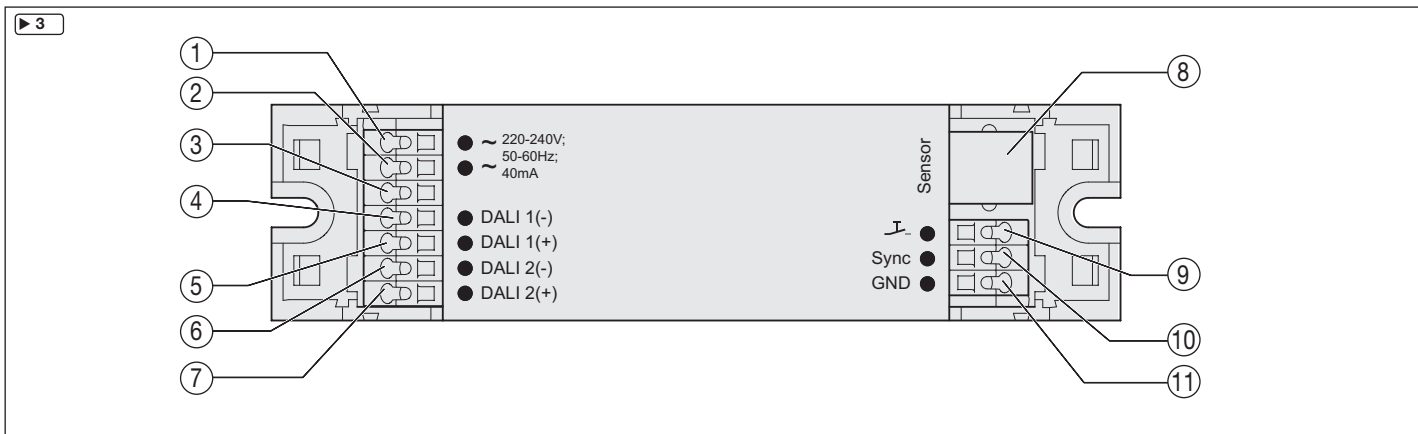 ▶ 3
1
2
3
4
5
6
7
~ 220-240V;
~ 50-60Hz;
40mA
DALI 1(-)
DALI 1(+)
DALI 2(-)
DALI 2(+)
Sensor
Sync
GND
8
9
10
11